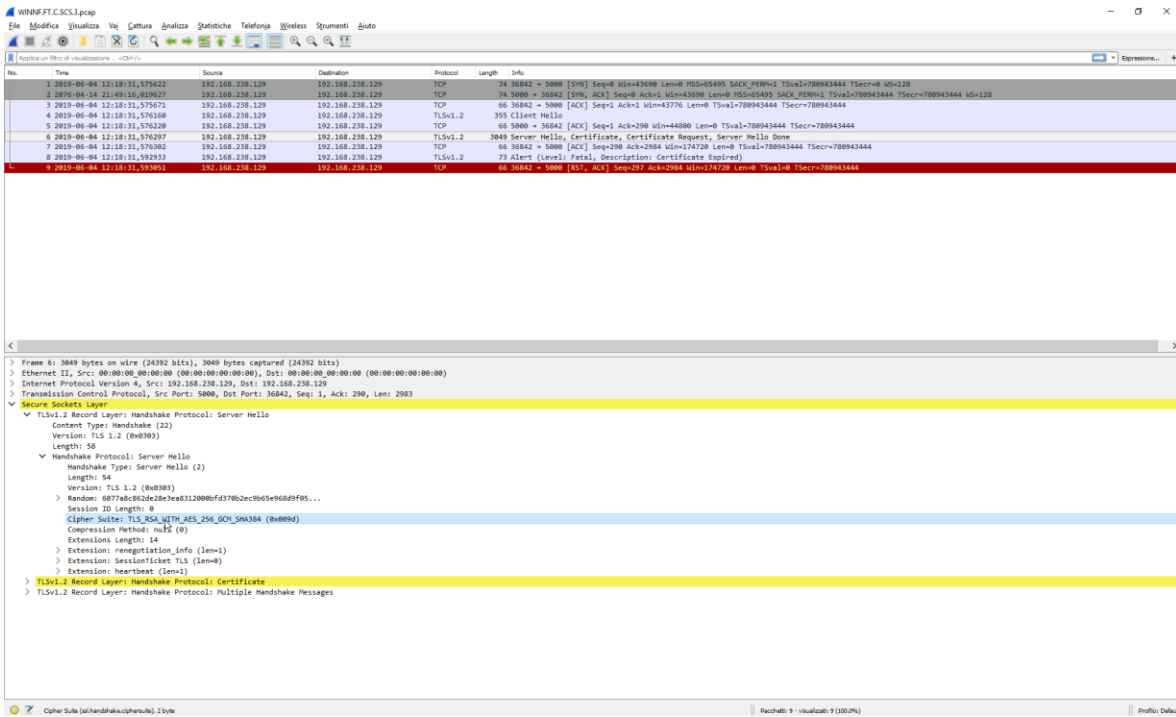 WINNF.FT.C.SCS.3.pcap
File Modifica Visualizza Vai Cattura Analizza Statistiche Telefonia Wireless Strumenti Aiuto
Applica un filtro di visualizzazione ... <Ctrl-/> Espressione... +
No. Time Source Destination Protocol Length Info
1 2019-06-04 12:18:31,575622 192.168.238.129 192.168.238.129 TCP 74 36842 → 5000 [SYN] Seq=0 Win=43690 Len=0 MSS=65495 SACK_PERM=1 TSval=780943444 TSecr=0 WS=128
2 2076-04-14 21:49:16,019627 192.168.238.129 192.168.238.129 TCP 74 5000 → 36842 [SYN, ACK] Seq=0 Ack=1 Win=43690 Len=0 MSS=65495 SACK_PERM=1 TSval=780943444 TSecr=780943444 WS=128
3 2019-06-04 12:18:31,575671 192.168.238.129 192.168.238.129 TCP 66 36842 → 5000 [ACK] Seq=1 Ack=1 Win=43776 Len=0 TSval=780943444 TSecr=780943444
4 2019-06-04 12:18:31,576160 192.168.238.129 192.168.238.129 TLSv1.2 355 Client Hello
5 2019-06-04 12:18:31,576220 192.168.238.129 192.168.238.129 TCP 66 5000 → 36842 [ACK] Seq=1 Ack=290 Win=44800 Len=0 TSval=780943444 TSecr=780943444
6 2019-06-04 12:18:31,576297 192.168.238.129 192.168.238.129 TLSv1.2 3049 Server Hello, Certificate, Certificate Request, Server Hello Done
7 2019-06-04 12:18:31,576302 192.168.238.129 192.168.238.129 TCP 66 36842 → 5000 [ACK] Seq=290 Ack=2984 Win=174720 Len=0 TSval=780943444 TSecr=780943444
8 2019-06-04 12:18:31,592933 192.168.238.129 192.168.238.129 TLSv1.2 73 Alert (Level: Fatal, Description: Certificate Expired)
9 2019-06-04 12:18:31,593051 192.168.238.129 192.168.238.129 TCP 66 36842 → 5000 [RST, ACK] Seq=297 Ack=2984 Win=174720 Len=0 TSval=0 TSecr=780943444
Frame 6: 3049 bytes on wire (24392 bits), 3049 bytes captured (24392 bits)
Ethernet II, Src: 00:00:00_00:00:00 (00:00:00:00:00:00), Dst: 00:00:00_00:00:00 (00:00:00:00:00:00)
Internet Protocol Version 4, Src: 192.168.238.129, Dst: 192.168.238.129
Transmission Control Protocol, Src Port: 5000, Dst Port: 36842, Seq: 1, Ack: 290, Len: 2983
Secure Sockets Layer
TLSv1.2 Record Layer: Handshake Protocol: Server Hello
Content Type: Handshake (22)
Version: TLS 1.2 (0x0303)
Length: 58
Handshake Protocol: Server Hello
Handshake Type: Server Hello (2)
Length: 54
Version: TLS 1.2 (0x0303)
Random: 6077a8c862de28e3ea8312000bfd370b2ec9b65e968d9f05...
Session ID Length: 0
Cipher Suite: TLS_RSA_WITH_AES_256_GCM_SHA384 (0x009d)
Compression Method: null (0)
Extensions Length: 14
Extension: renegotiation_info (len=1)
Extension: SessionTicket TLS (len=0)
Extension: heartbeat (len=1)
TLSv1.2 Record Layer: Handshake Protocol: Certificate
TLSv1.2 Record Layer: Handshake Protocol: Multiple Handshake Messages
Cipher Suite (ssl.handshake.ciphersuite), 2 byte Pacchetti: 9 · visualizzati: 9 (100.0%) Profilo: Defau